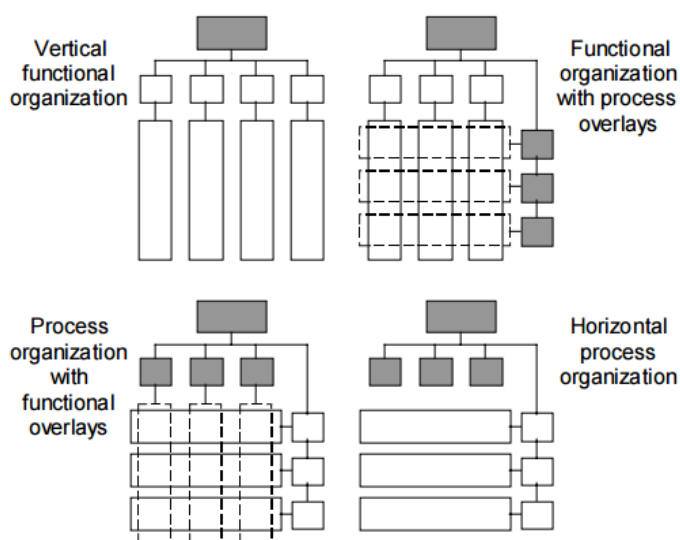 Vertical
functional
organization
Functional
organization
with process
overlays
Process
organization
with
functional
overlays
Horizontal
process
organization